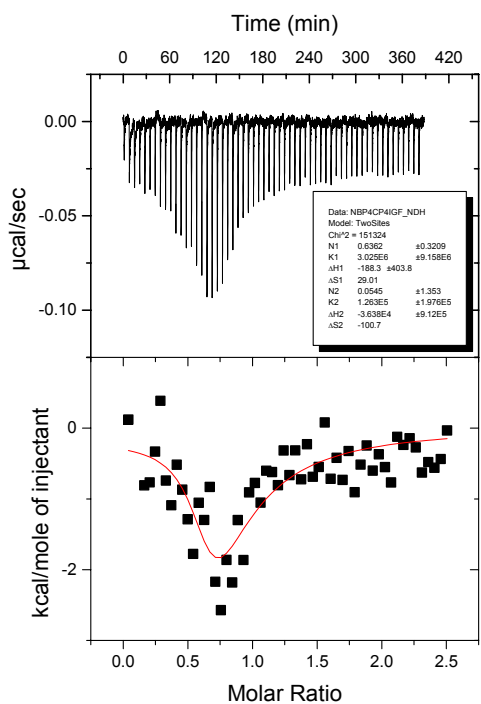 Time (min)
0 60 120 180 240 300 360 420
0.00
-0.05
-0.10
µcal/sec
Data: NBP4CP4IGF_NDH
Model: TwoSites
Chi^2 = 151324
N1 0.6362 ±0.3209
K1 3.025E6 ±9.158E6
ΔH1 -188.3 ±403.8
ΔS1 29.01
N2 0.0545 ±1.353
K2 1.263E5 ±1.976E5
ΔH2 -3.638E4 ±9.12E5
ΔS2 -100.7
0
-2
kcal/mole of injectant
0.0 0.5 1.0 1.5 2.0 2.5
Molar Ratio